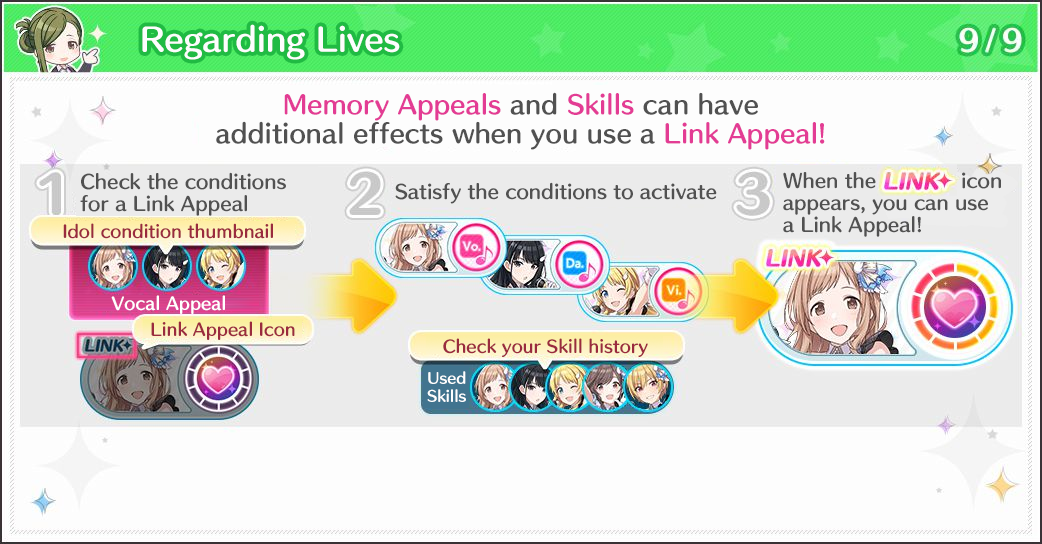 Regarding Lives
9/9
Memory Appeals and Skills can have
additional effects when you use a Link Appeal!
1
Check the conditions
for a Link Appeal
Idol condition thumbnail
Vocal Appeal
Link Appeal Icon
LINK
2
Satisfy the conditions to activate
Vo.
Da.
Vi.
Check your Skill history
Used
Skills
3
When the LINK icon
appears, you can use
a Link Appeal!
LINK